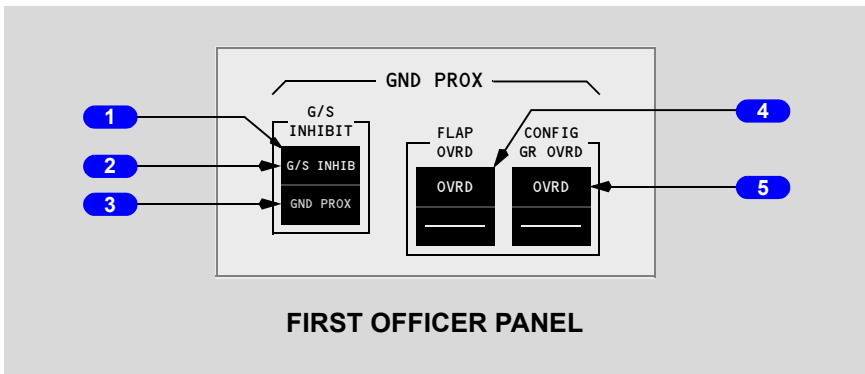 GND PROX
G/S
INHIBIT
G/S INHIB
GND PROX
FLAP
OVRD
OVRD
CONFIG
GR OVRD
OVRD
1
2
3
4
5
FIRST OFFICER PANEL